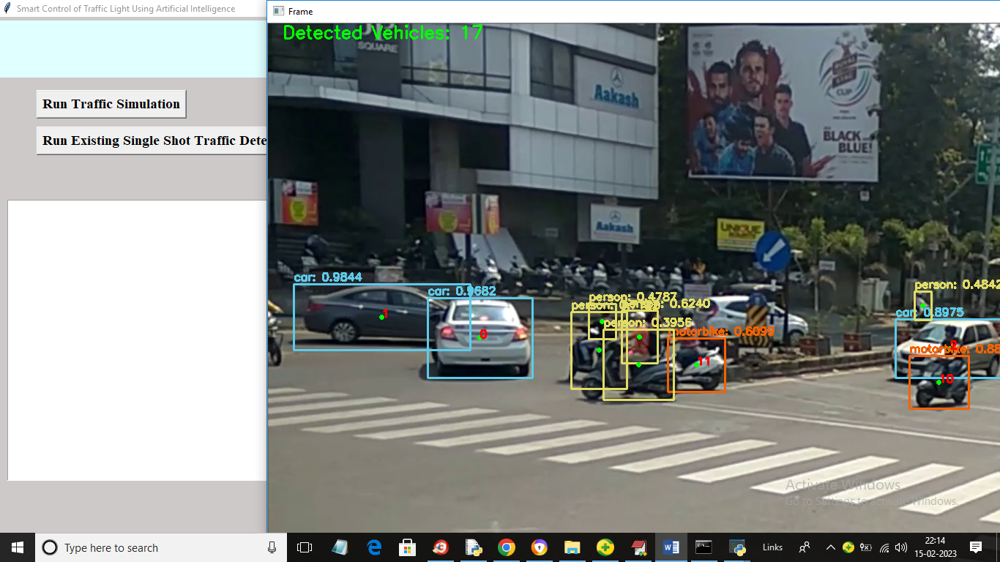 Smart Control of Traffic Light Using Artificial Intelligence
Frame
Detected Vehicles: 17
SQUARE
Aakash
CUP
BLACK AND
BLUE!
Run Traffic Simulation
Run Existing Single Shot Traffic Dete
Aakash
UNIQUE
car: 0.9844
car: 0.9682
person: 0.4787
person: 0.6240
person: 0.3956
person: 0.4842
car: 0.8975
motorbike: 0.6099
motorbike: 0.88
1
0
11
2
10
Activate Windows
Go to Settings to activate Windows.
Type here to search
Links
22:14
15-02-2023